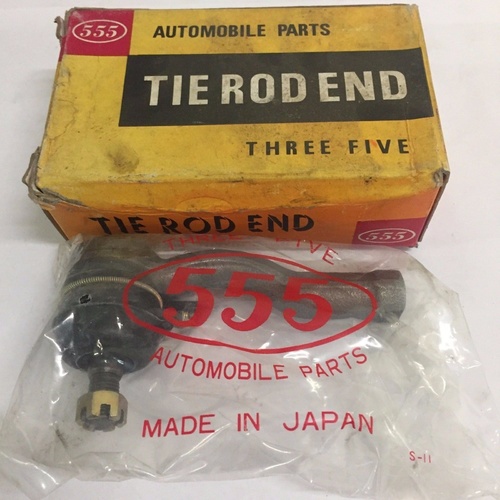 555
AUTOMOBILE PARTS
TIE ROD END
THREE FIVE
TIE ROD END
555
THREE FIVE
555
AUTOMOBILE PARTS
MADE IN JAPAN
S-11